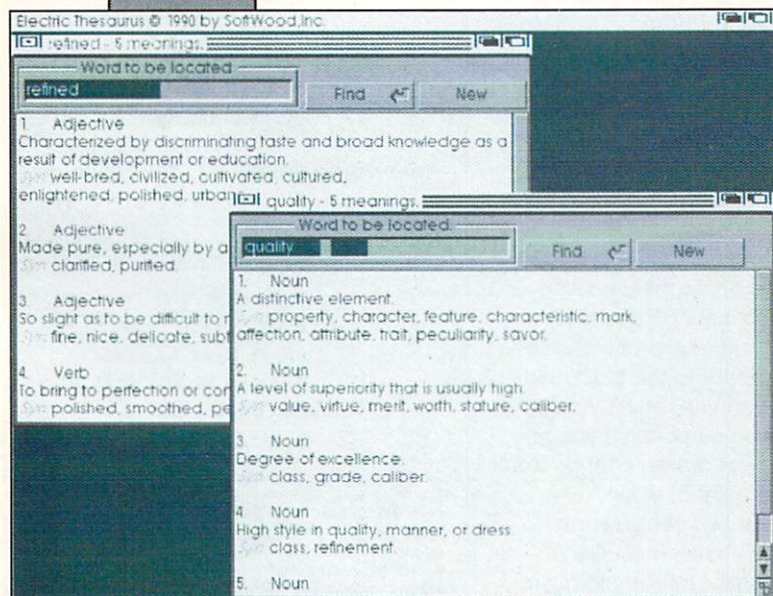 Electric Thesaurus © 1990 by SoftWood,Inc.
refined - 5 meanings.
Word to be located
refined
Find
New
1. Adjective
Characterized by discriminating taste and broad knowledge as a
result of development or education.
Syn well-bred, civilized, cultivated, cultured,
enlightened, polished, urban
2. Adjective
Made pure, especially by a
Syn clarified, purified.
3. Adjective
So slight as to be difficult to
Syn fine, nice, delicate, subt
4. Verb
To bring to perfection or
Syn polished, smoothed, pe
quality - 5 meanings.
Word to be located.
quality
Find
New
1. Noun
A distinctive element.
Syn property, character, feature, characteristic, mark,
affection, attribute, trait, peculiarity, savor.
2. Noun
A level of superiority that is usually high.
Syn value, virtue, merit, worth, stature, caliber.
3. Noun
Degree of excellence.
Syn class, grade, caliber.
4. Noun
High style in quality, manner, or dress.
Syn class, refinement.
5. Noun